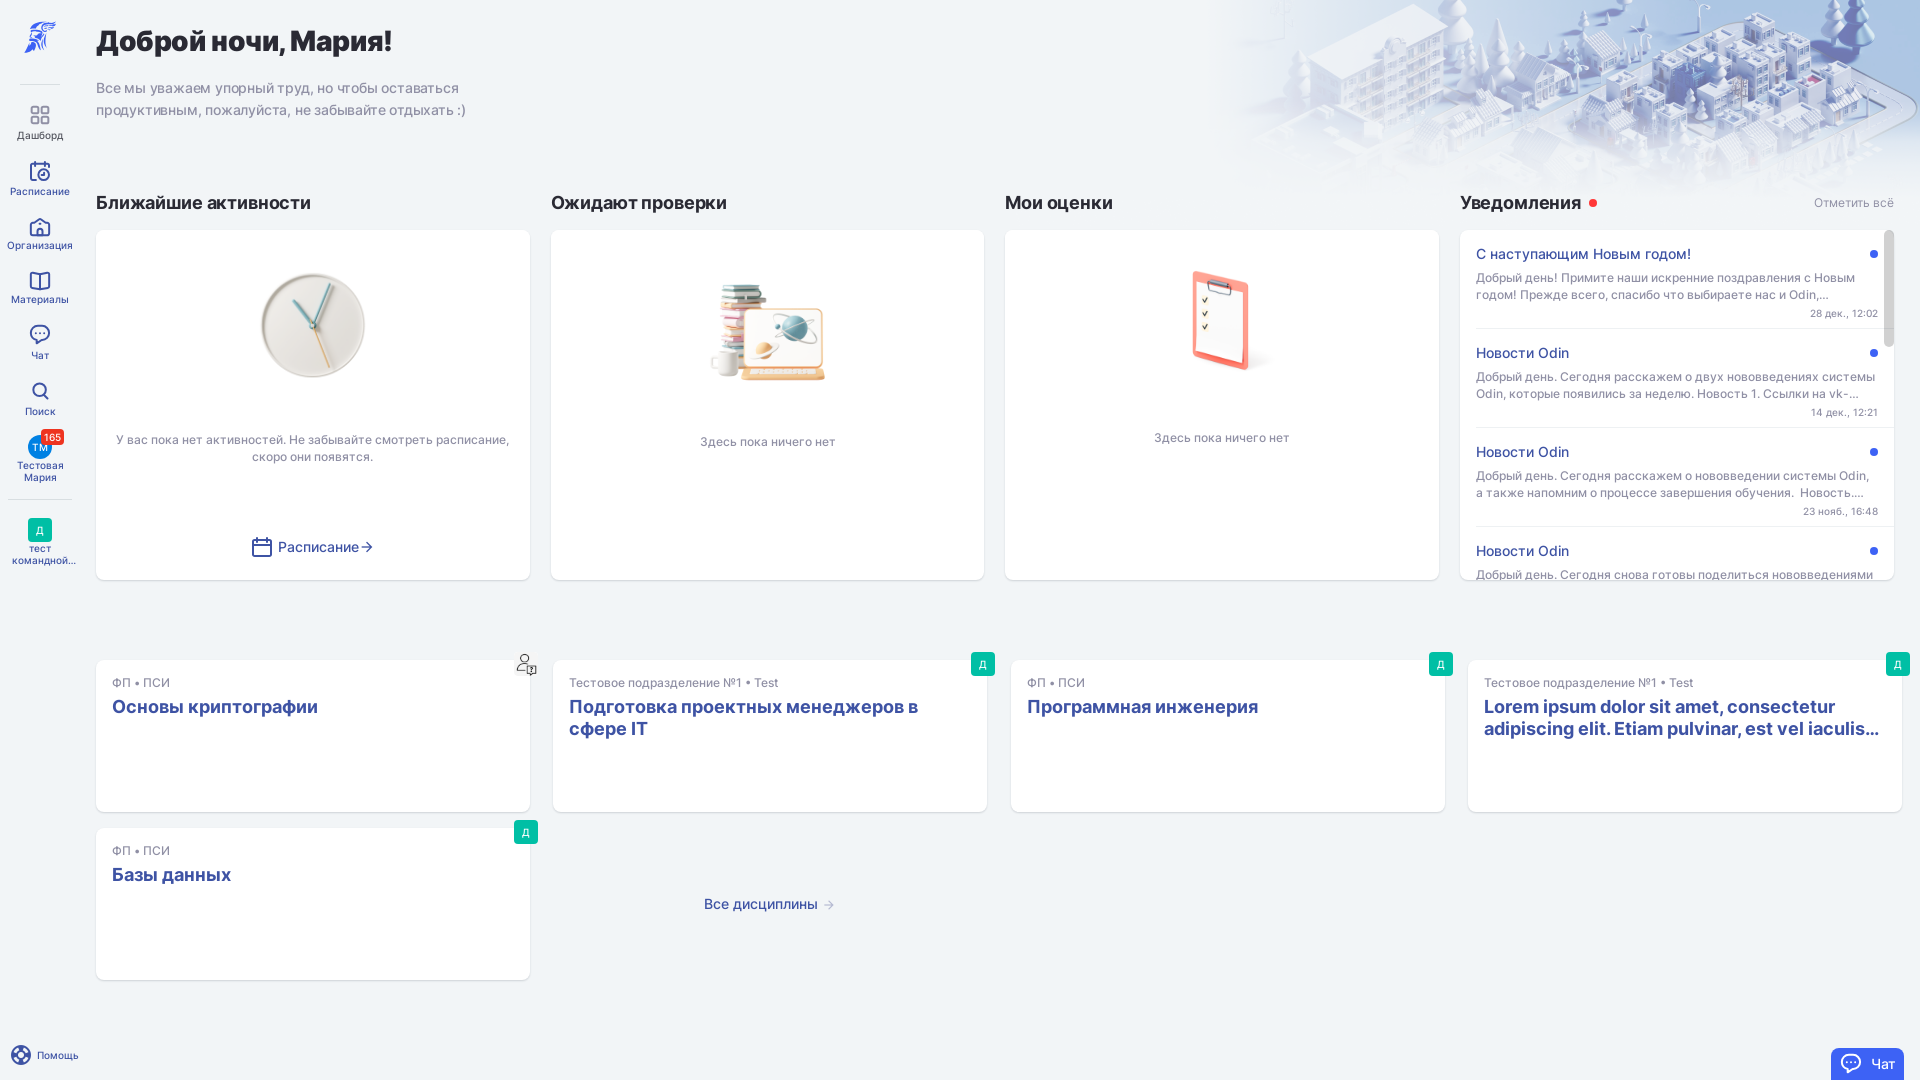 Доброй ночи, Мария!
Все мы уважаем упорный труд, но чтобы оставаться
продуктивным, пожалуйста, не забывайте отдыхать :)
Дашборд
Расписание
Организация
Материалы
Чат
Поиск
165
ТМ
Тестовая
Мария
Д
тест
командной...
Помощь
Ближайшие активности
У вас пока нет активностей. Не забывайте смотреть расписание,
скоро они появятся.
Расписание
Ожидают проверки
Здесь пока ничего нет
Мои оценки
Здесь пока ничего нет
Уведомления
Отметить всё
С наступающим Новым годом!
Добрый день! Примите наши искренние поздравления с Новым
годом! Прежде всего, спасибо что выбираете нас и Odin,...
28 дек., 12:02
Новости Odin
Добрый день. Сегодня расскажем о двух нововведениях системы
Odin, которые появились за неделю. Новость 1. Ссылки на vk-...
14 дек., 12:21
Новости Odin
Добрый день. Сегодня расскажем о нововведении системы Odin,
а также напомним о процессе завершения обучения.  Новость....
23 нояб., 16:48
Новости Odin
Добрый день. Сегодня снова готовы поделиться нововведениями
ФП • ПСИ
Основы криптографии
Д
Тестовое подразделение №1 • Test
Подготовка проектных менеджеров в
сфере IT
Д
ФП • ПСИ
Программная инженерия
Д
Тестовое подразделение №1 • Test
Lorem ipsum dolor sit amet, consectetur
adipiscing elit. Etiam pulvinar, est vel iaculis...
Д
ФП • ПСИ
Базы данных
Все дисциплины
Чат